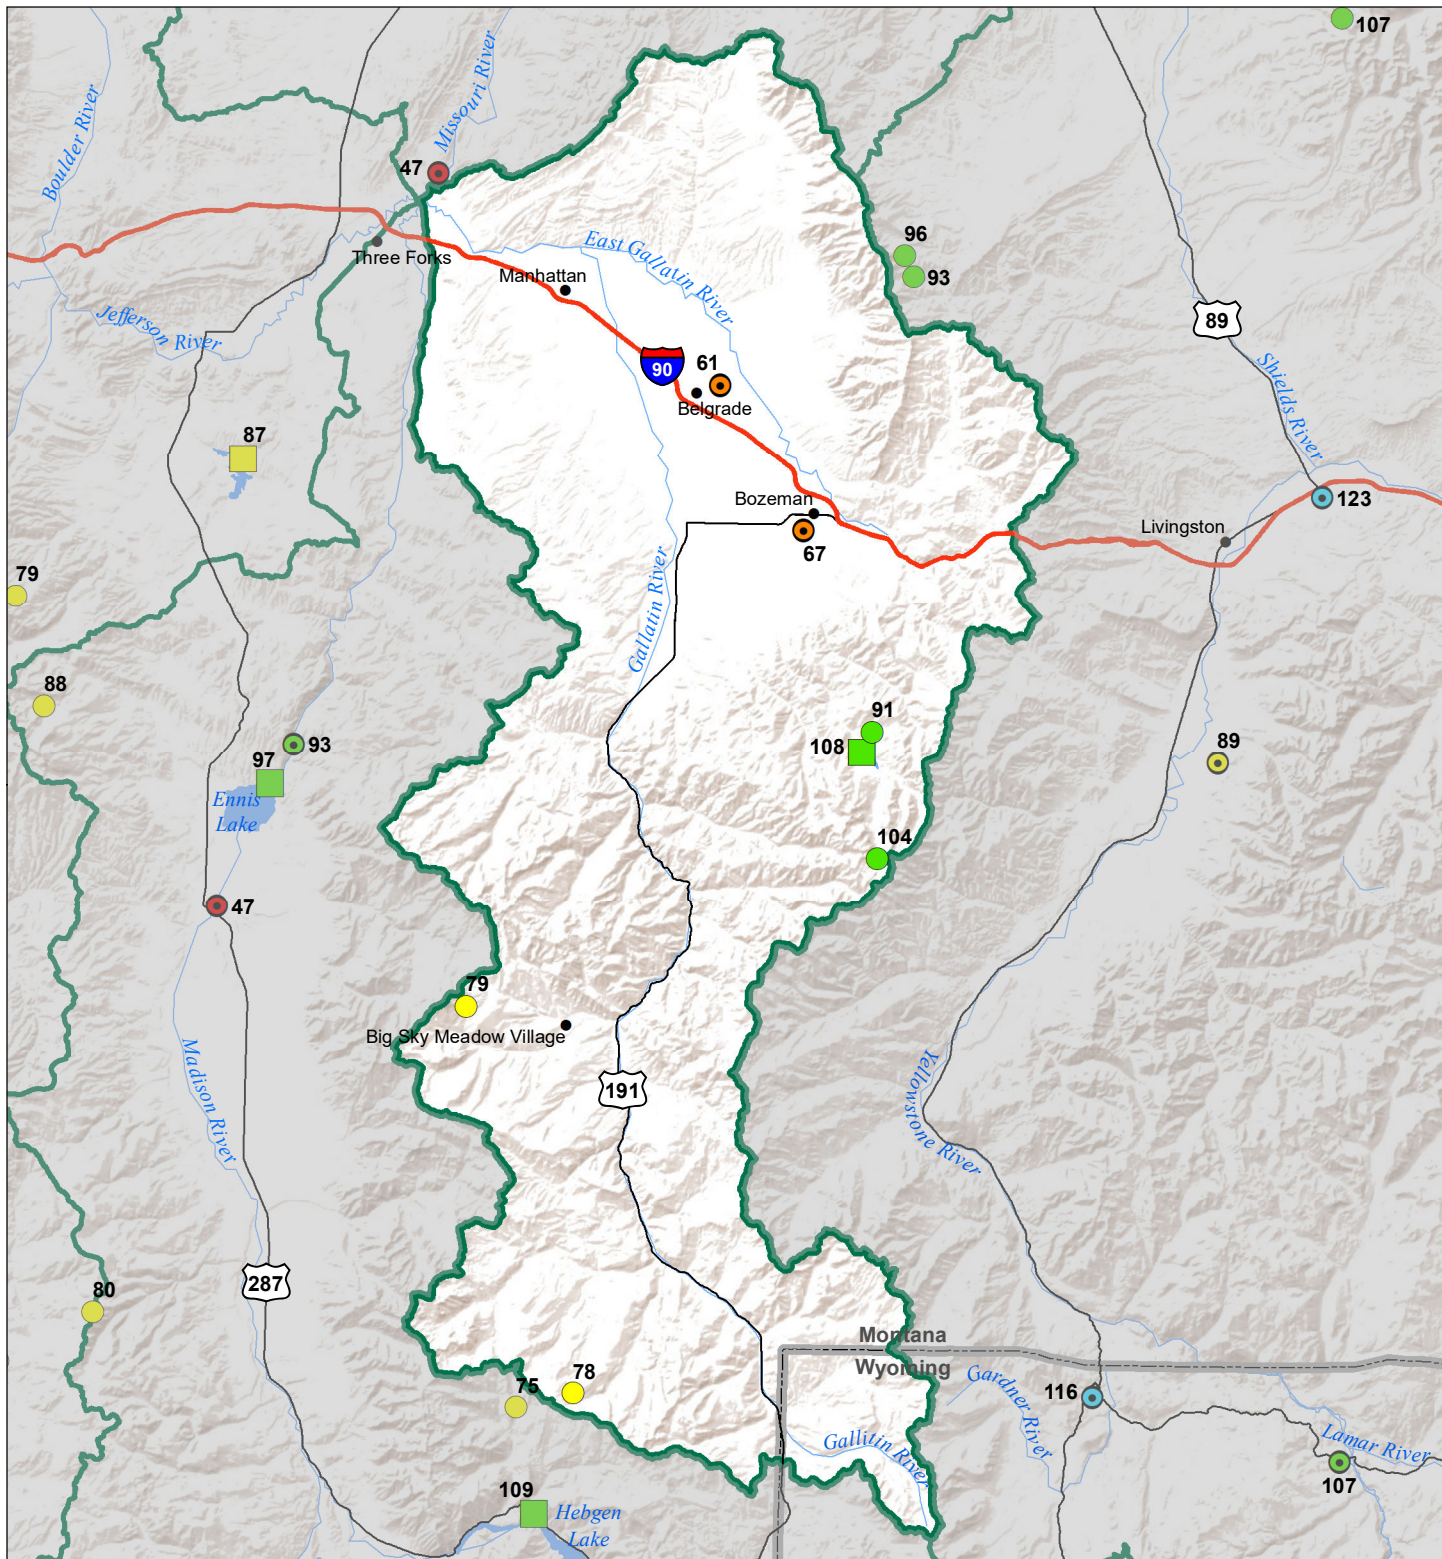 107
Missouri River
Boulder River
47
96
93
East Gallatin River
Three Forks
Manhattan
Jefferson River
89
90
61
Belgrade
Shields River
87
Bozeman
123
Livingston
67
79
Gallatin River
88
91
108
93
97
89
Ennis
Lake
104
47
79
Big Sky Meadow Village
Madison River
191
Yellowstone River
287
80
Montana
Wyoming
78
75
116
Gardner River
Gallitin River
Lamar River
107
109
Hebgen
Lake